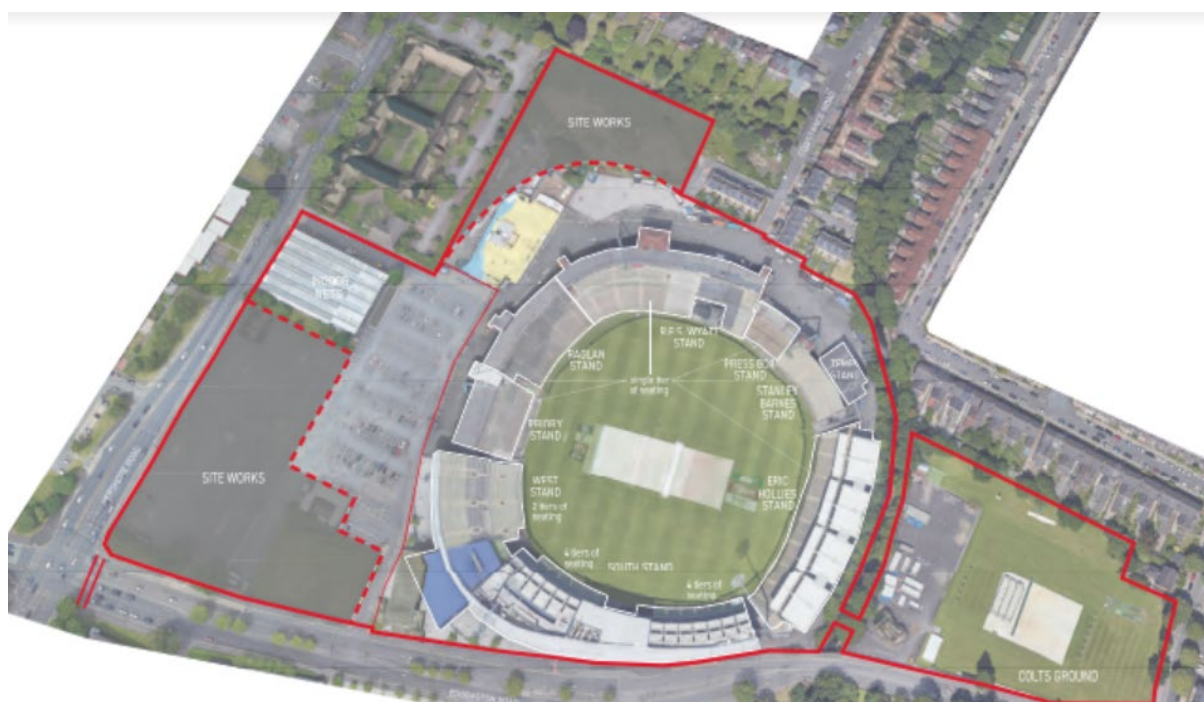 SITE WORKS
R.E.S. WYATT
STAND
RAGLAN
STAND
PRESS BOX
STAND
STAND
single tier
of seating
STANLEY
BARNES
STAND
PRIORY
STAND
SITE WORKS
WEST
STAND
2 tiers of
seating
ERIC
HOLLIES
STAND
4 tiers of
seating
SOUTH STAND
4 tiers of
seating
COLTS GROUND